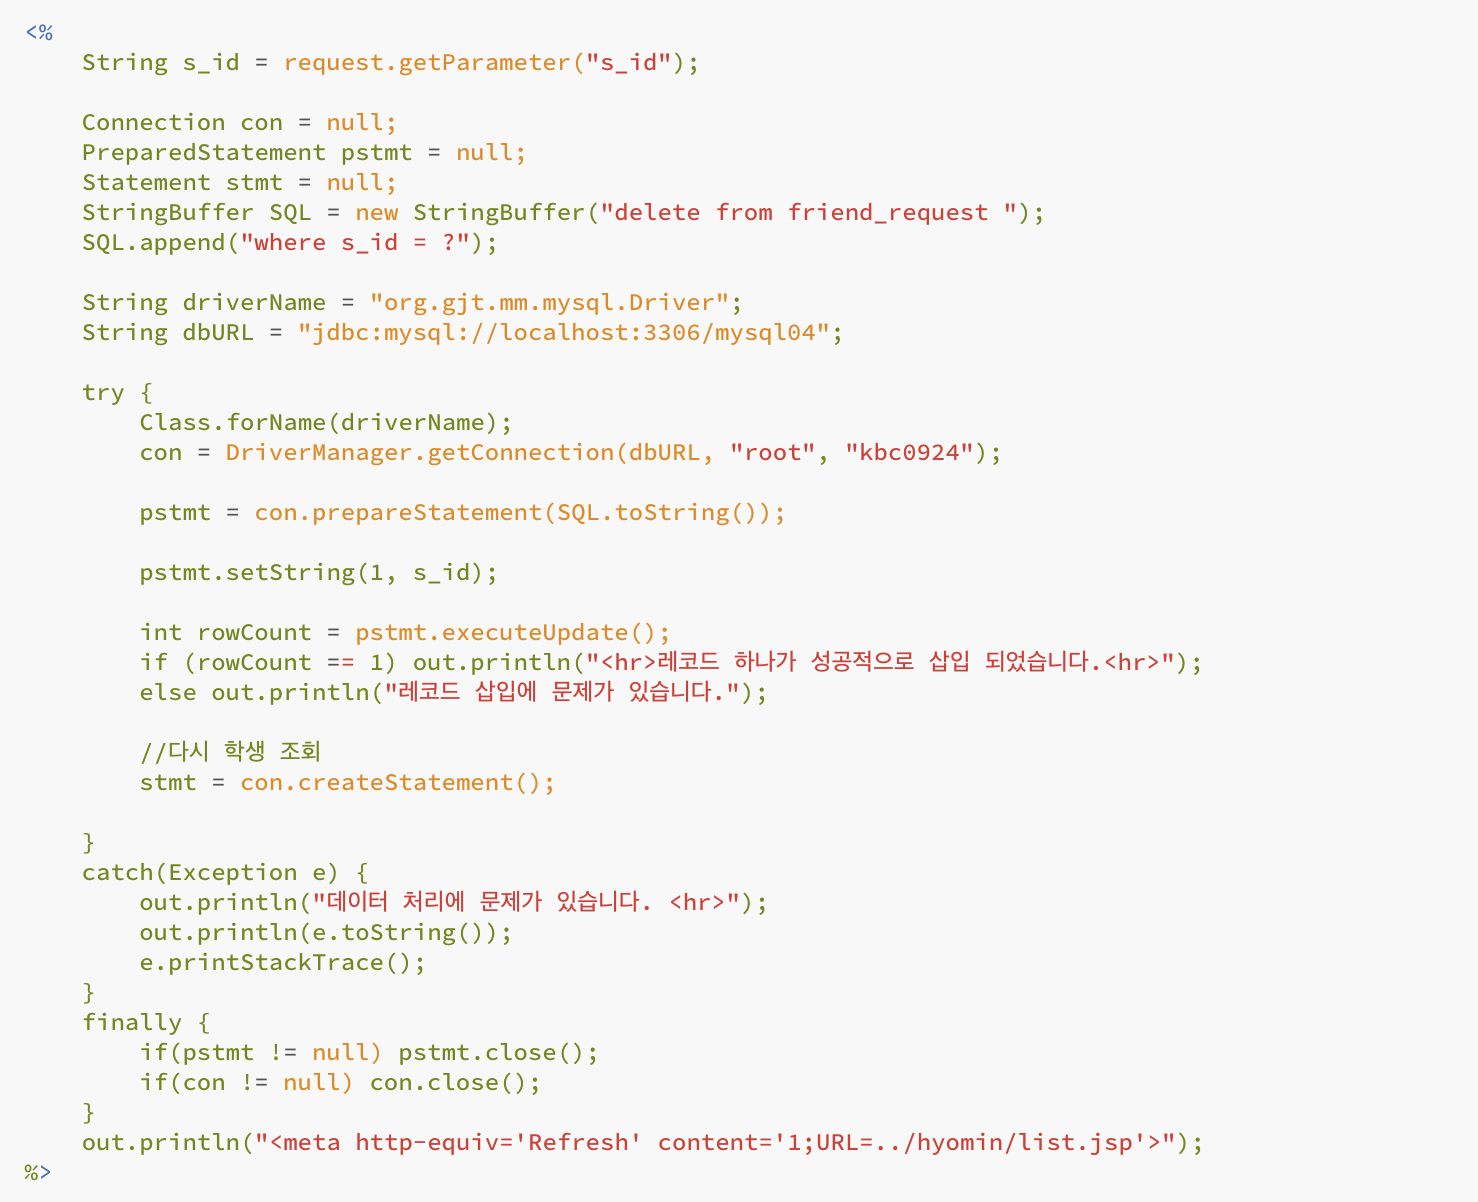 <%
String s_id = request.getParameter("s_id");
Connection con = null;
PreparedStatement pstmt = null;
Statement stmt = null;
StringBuffer SQL = new StringBuffer("delete from friend_request ");
SQL.append("where s_id = ?");
String driverName = "org.gjt.mm.mysql.Driver";
String dbURL = "jdbc:mysql://localhost:3306/mysql04";
try {
Class.forName(driverName);
con = DriverManager.getConnection(dbURL, "root", "kbc0924");
pstmt = con.prepareStatement(SQL.toString());
pstmt.setString(1, s_id);
int rowCount = pstmt.executeUpdate();
if (rowCount == 1) out.println("<hr>레코드 하나가 성공적으로 삽입 되었습니다.<hr>");
else out.println("레코드 삽입에 문제가 있습니다.");
//다시 학생 조회
stmt = con.createStatement();
}
catch(Exception e) {
out.println("데이터 처리에 문제가 있습니다. <hr>");
out.println(e.toString());
e.printStackTrace();
}
finally {
if(pstmt != null) pstmt.close();
if(con != null) con.close();
}
out.println("<meta http-equiv='Refresh' content='1;URL=../hyomin/list.jsp'>");
%>